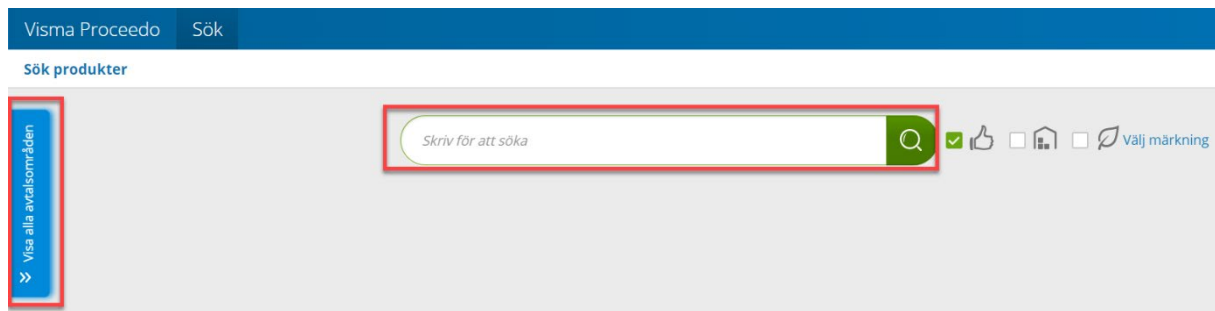 Visma Proceedo Sök
Sök produkter
Skriv för att söka
Välj märkning
Visa alla avtalsområden